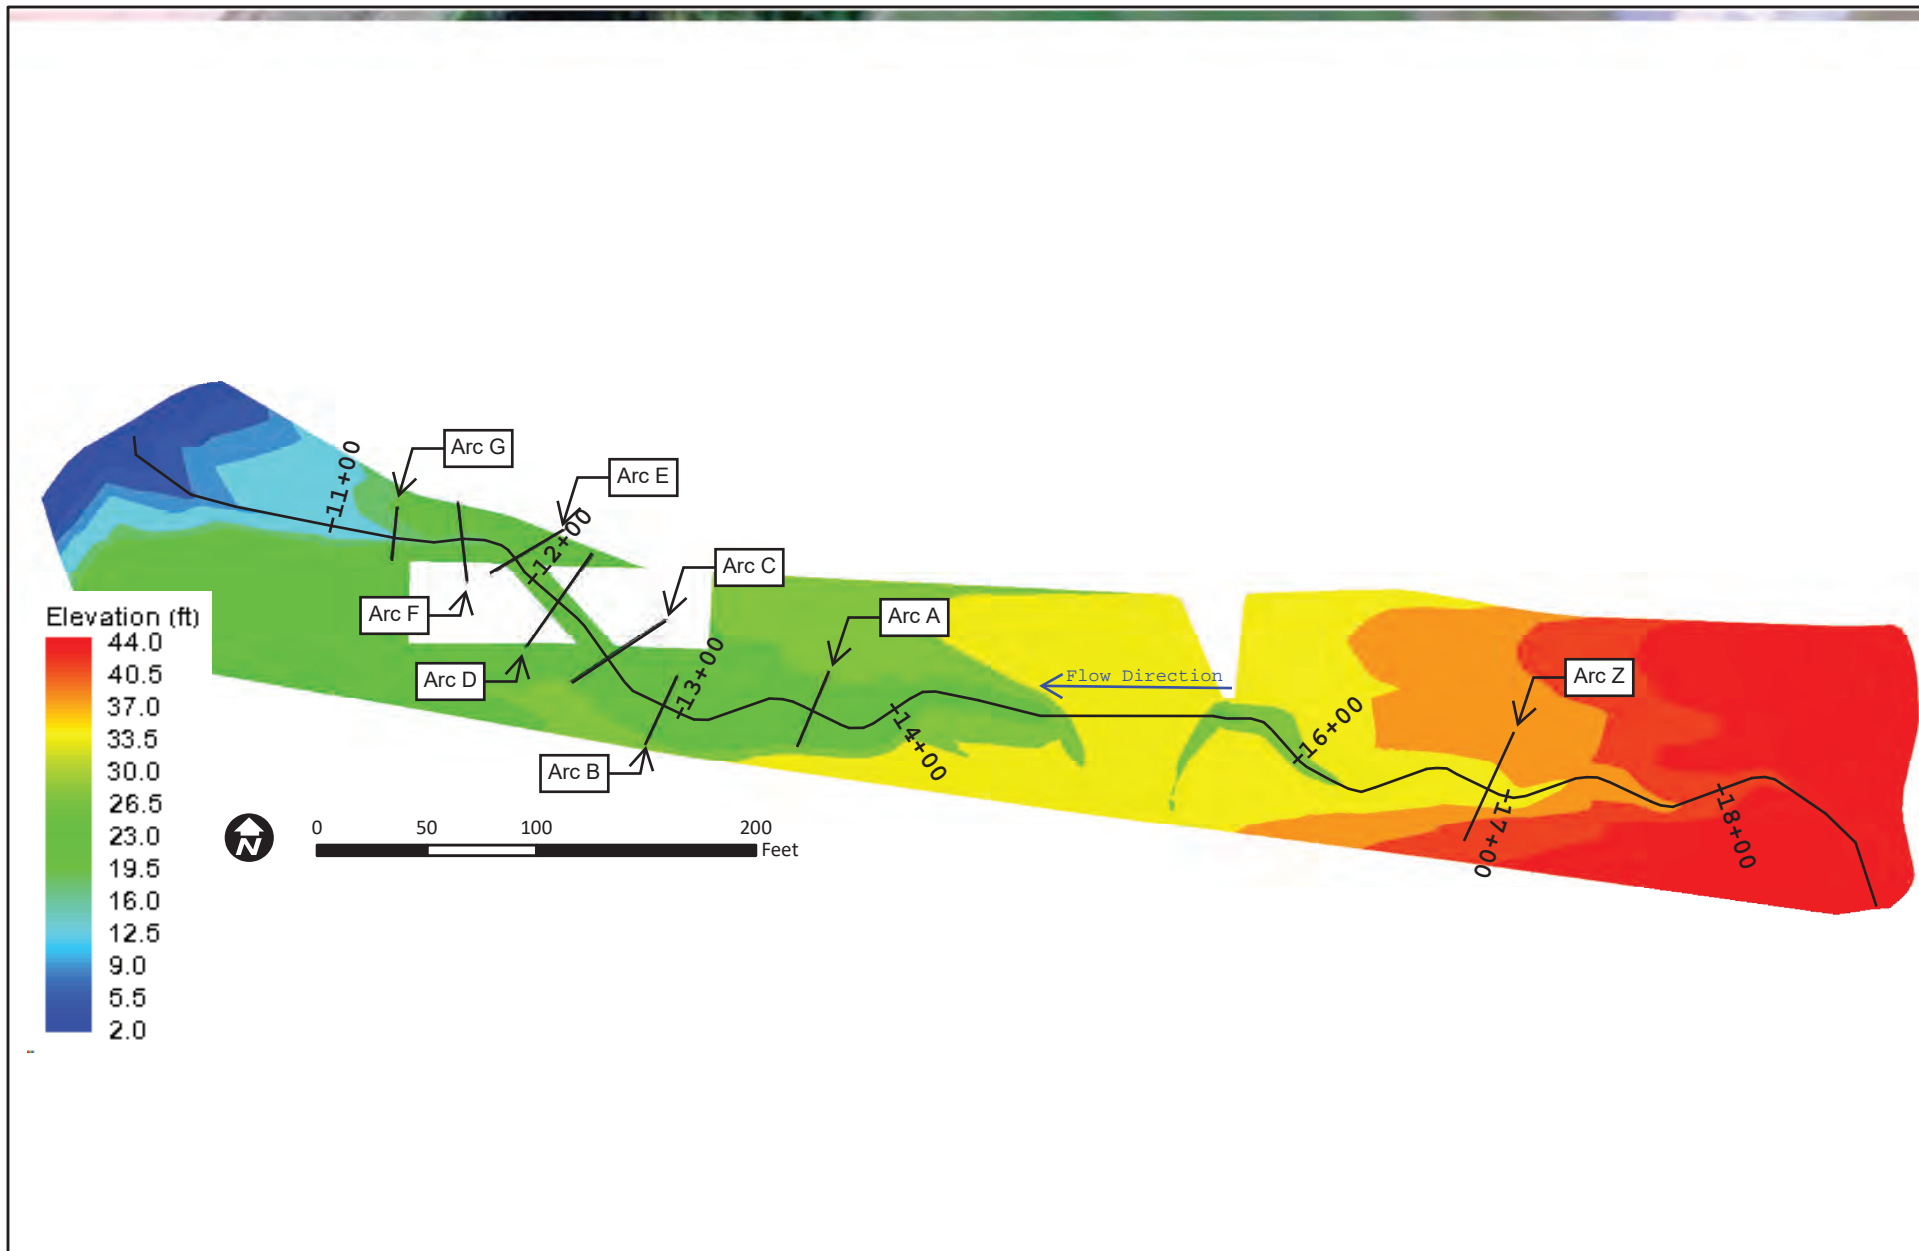 Arc G
Arc E
11+00
12+00
Arc C
Arc F
Arc A
Elevation (ft)
44.0
40.5
37.0
33.5
30.0
26.5
23.0
19.5
16.0
12.5
9.0
5.5
2.0
Arc D
13+00
Flow Direction
Arc Z
14+00
16+00
Arc B
17+00
18+00
N
0 50 100 200
Feet